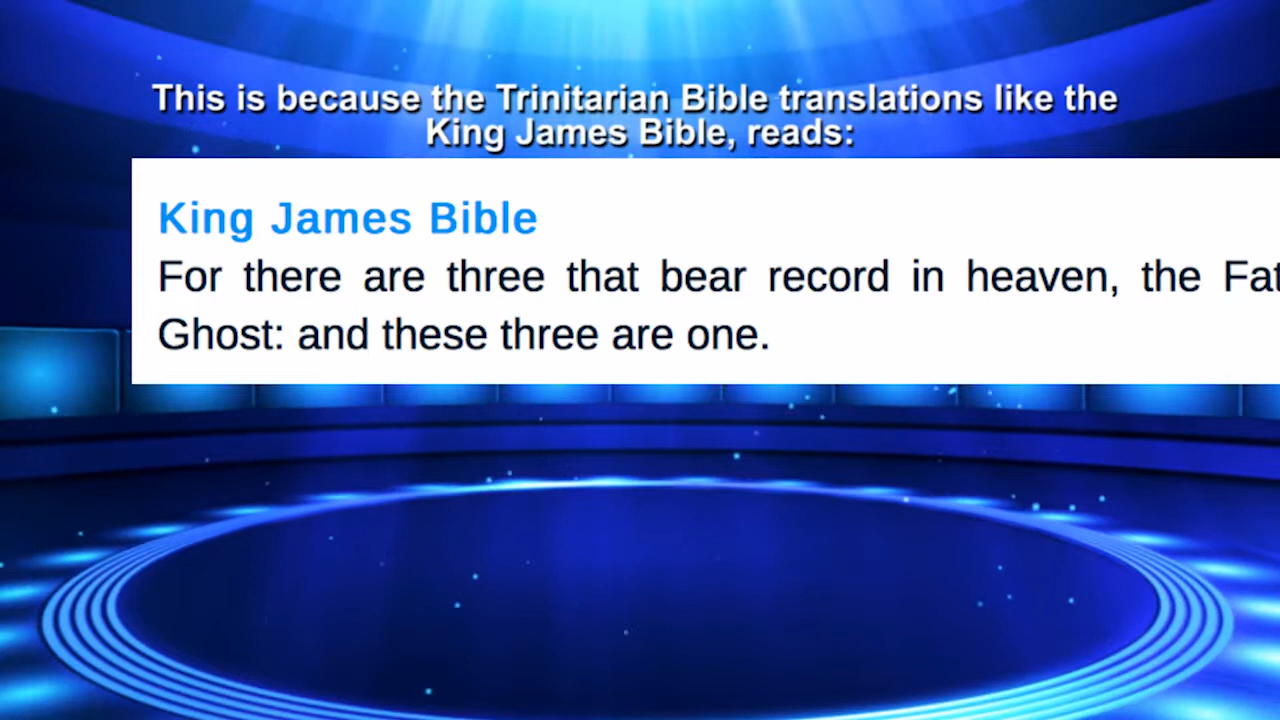 This is because the Trinitarian Bible translations like the
King James Bible, reads:
King James Bible
For there are three that bear record in heaven, the
Ghost: and these three are one.